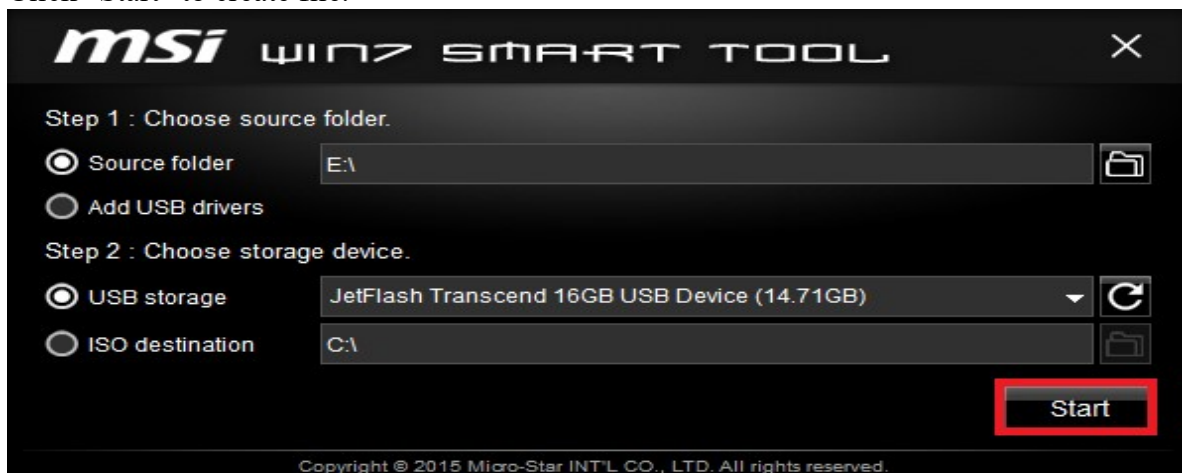 msi WIN7 SMART TOOL
Step 1 : Choose source folder.
Source folder E:\
Add USB drivers
Step 2 : Choose storage device.
USB storage JetFlash Transcend 16GB USB Device (14.71GB)
ISO destination C:\
Start
Copyright © 2015 Micro-Star INT'L CO., LTD. All rights reserved.